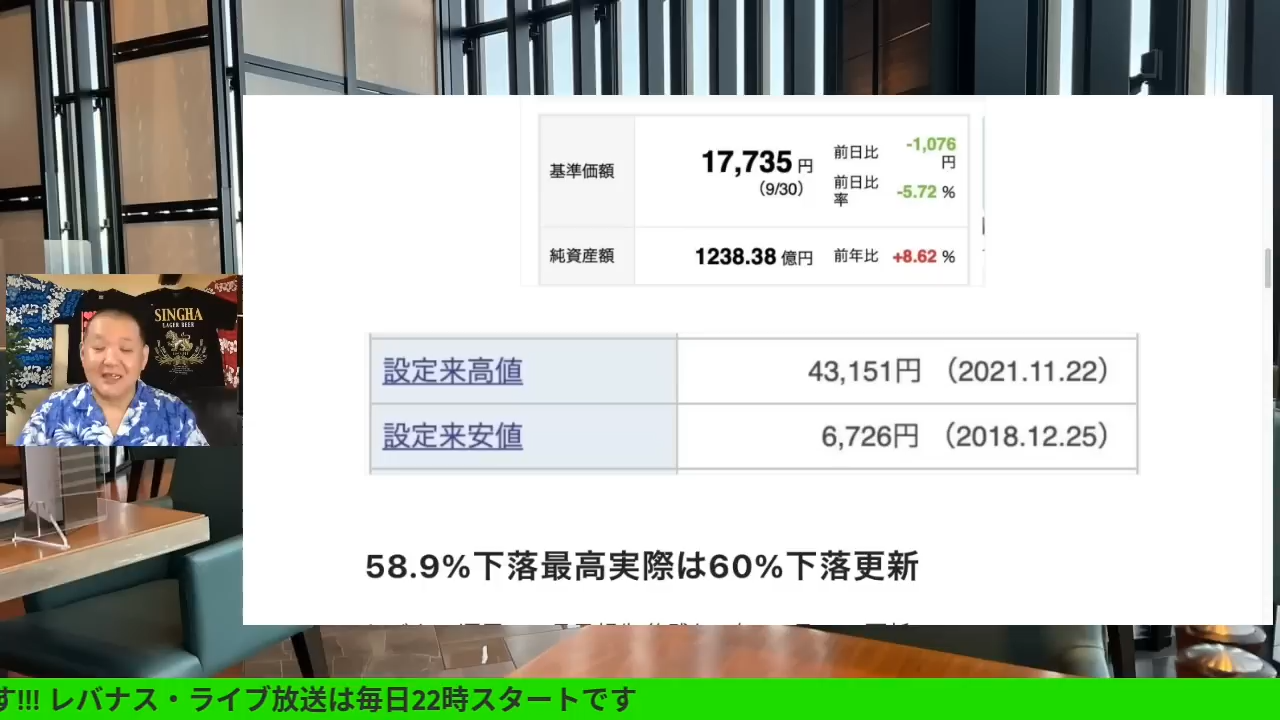 基準価額
17,735 円
(9/30)
前日比 -1,076 円
前日比率 -5.72 %
純資産額 1238.38 億円 前年比 +8.62 %
SINGHA
LAGER BEER
設定来高値 43,151円 （2021.11.22）
設定来安値 6,726円 （2018.12.25）
58.9%下落最高実際は60%下落更新
す!!! レバナス・ライブ放送は毎日22時スタートです